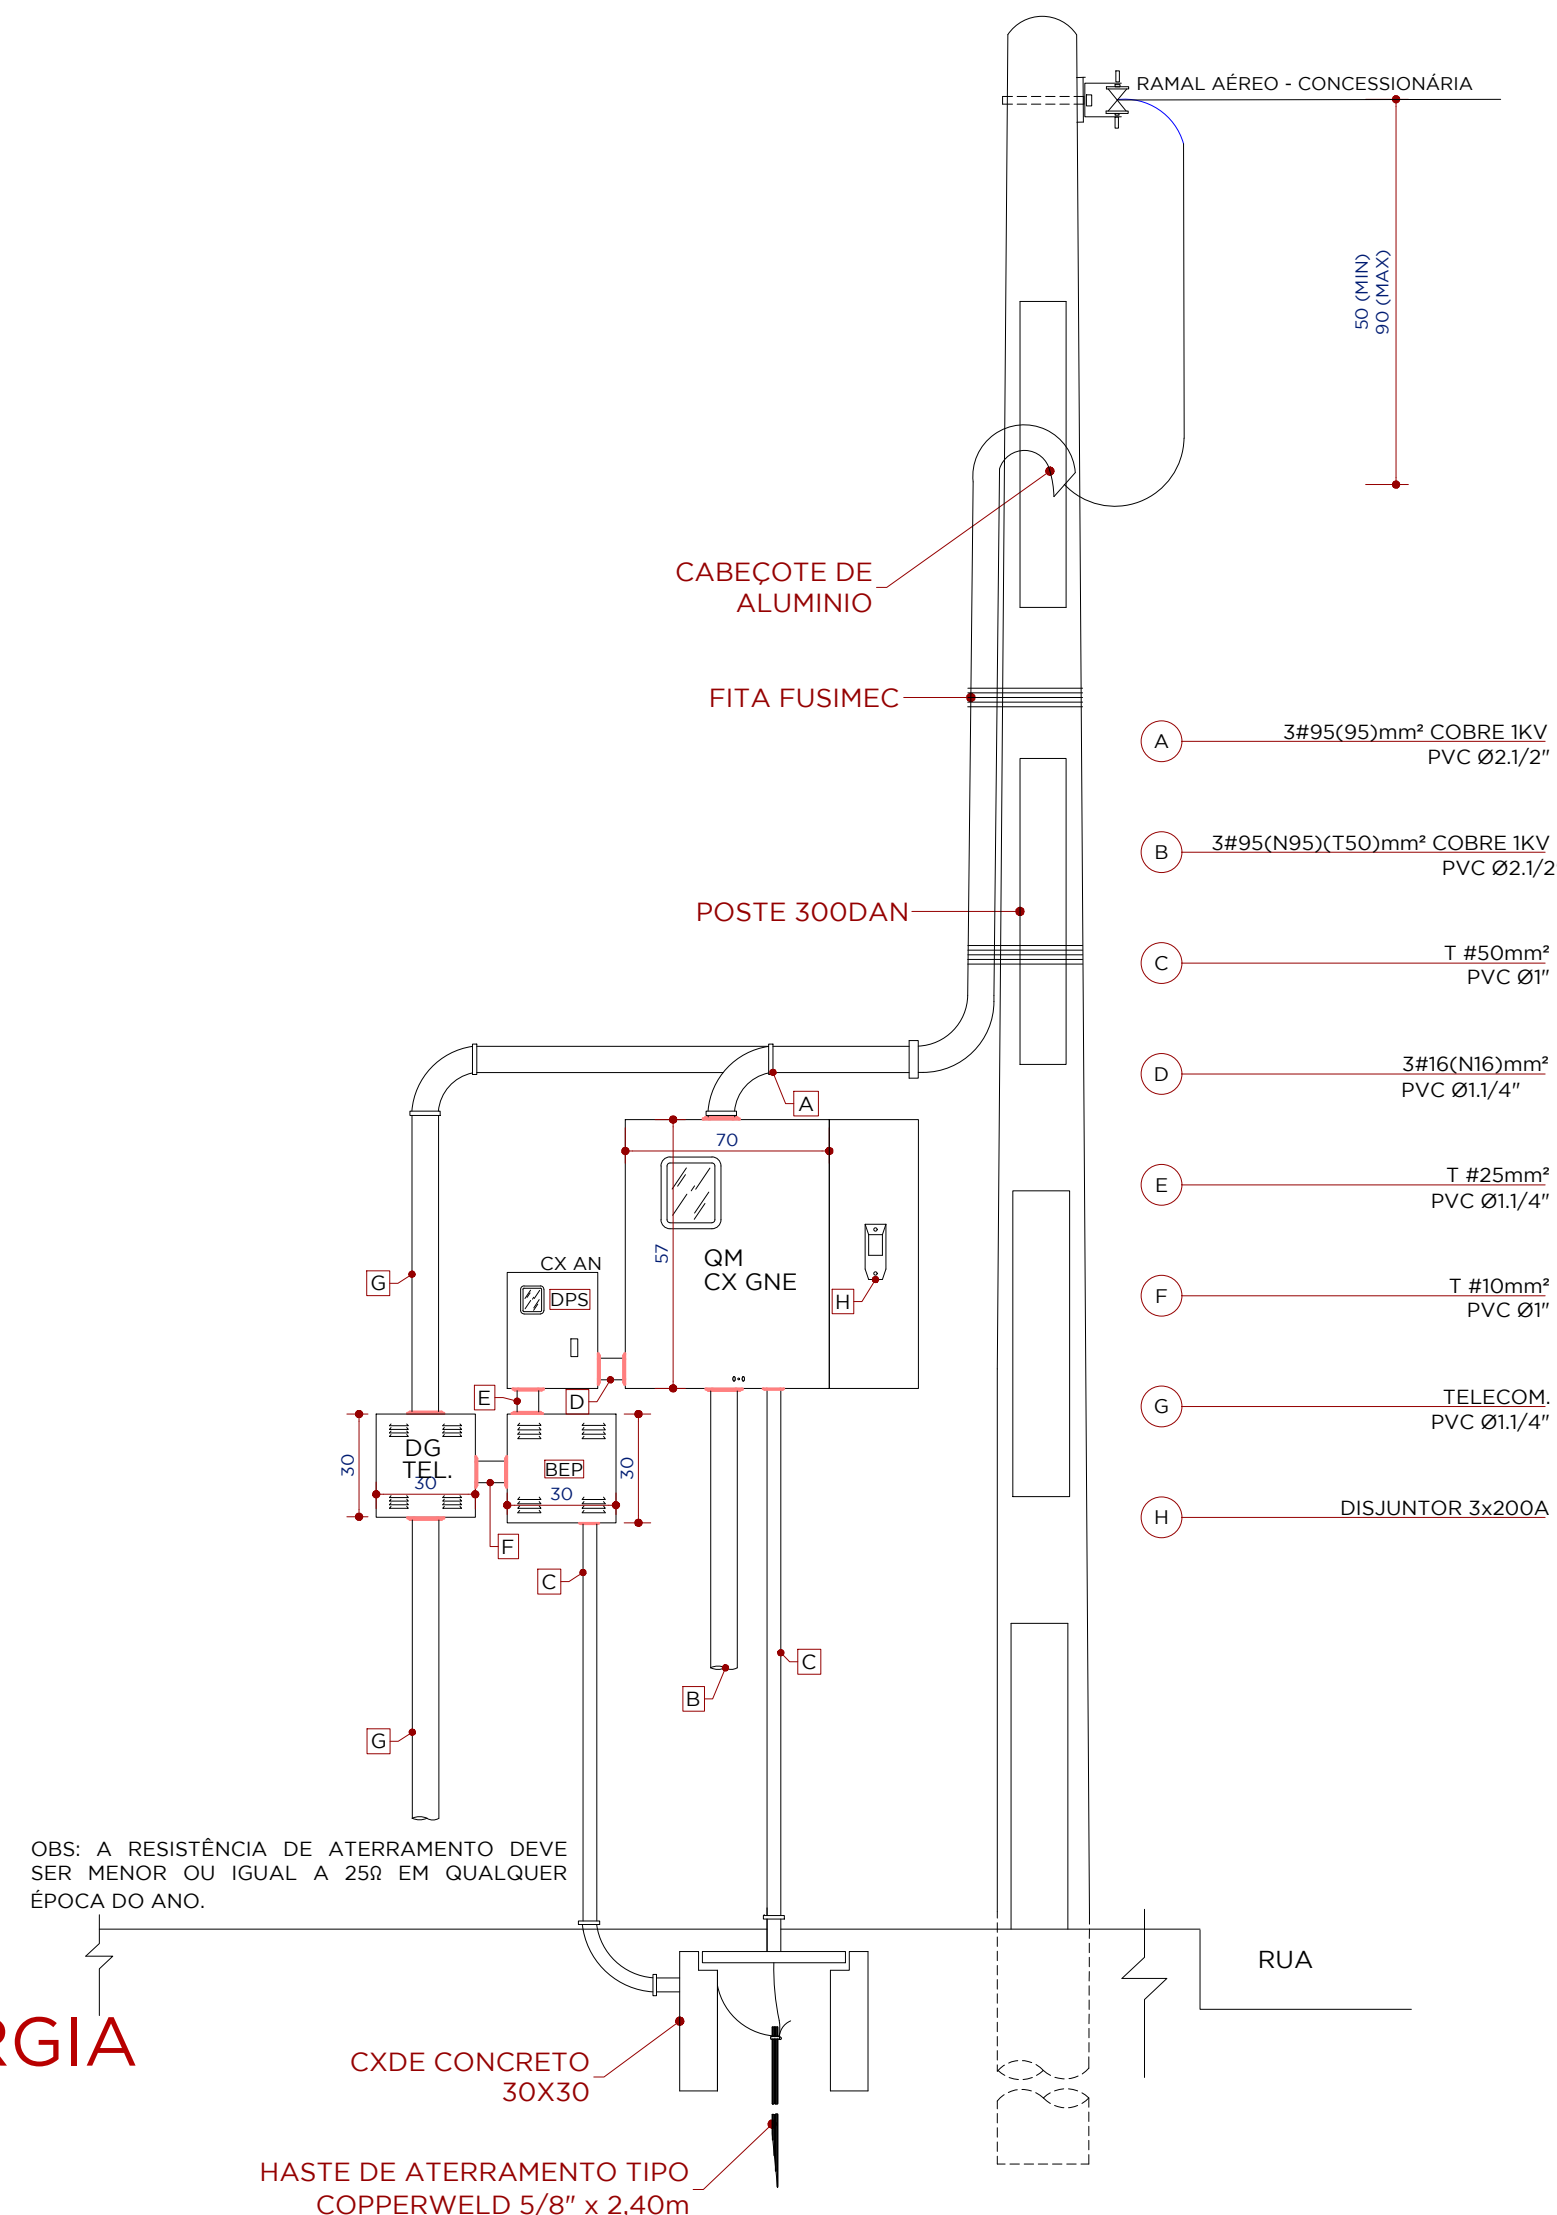 RAMAL AÉREO - CONCESSIONÁRIA
50 (MIN)
90 (MAX)
CABEÇOTE DE
ALUMINIO
FITA FUSIMEC
POSTE 300DAN
A
3#95(95)mm² COBRE 1KV
PVC Ø2.1/2"
B
3#95(N95)(T50)mm² COBRE 1KV
PVC Ø2.1/2
C
T #50mm²
PVC Ø1"
D
3#16(N16)mm²
PVC Ø1.1/4"
E
T #25mm²
PVC Ø1.1/4"
F
T #10mm²
PVC Ø1"
G
TELECOM.
PVC Ø1.1/4"
H
DISJUNTOR 3x200A
A
70
57
QM
CX GNE
H
CX AN
DPS
G
E
D
DG
TEL.
30
30
BEP
30
30
F
C
C
B
G
OBS: A RESISTÊNCIA DE ATERRAMENTO DEVE
SER MENOR OU IGUAL A 25Ω EM QUALQUER
ÉPOCA DO ANO.
RUA
RGIA
CXDE CONCRETO
30X30
HASTE DE ATERRAMENTO TIPO
COPPERWELD 5/8" x 2,40m